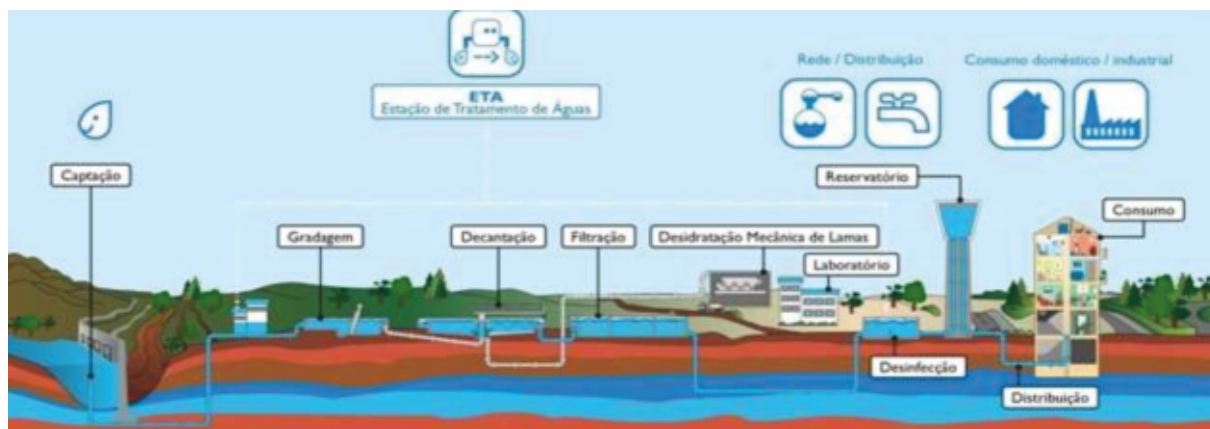 Rede / Distribuição
Consumo doméstico / industrial
ETA
Estação de Tratamento de Águas
Captação
Reservatório
Consumo
Gradagem
Decantação
Filtração
Desidratação Mecânica de Lamas
Laboratório
Desinfecção
Distribuição